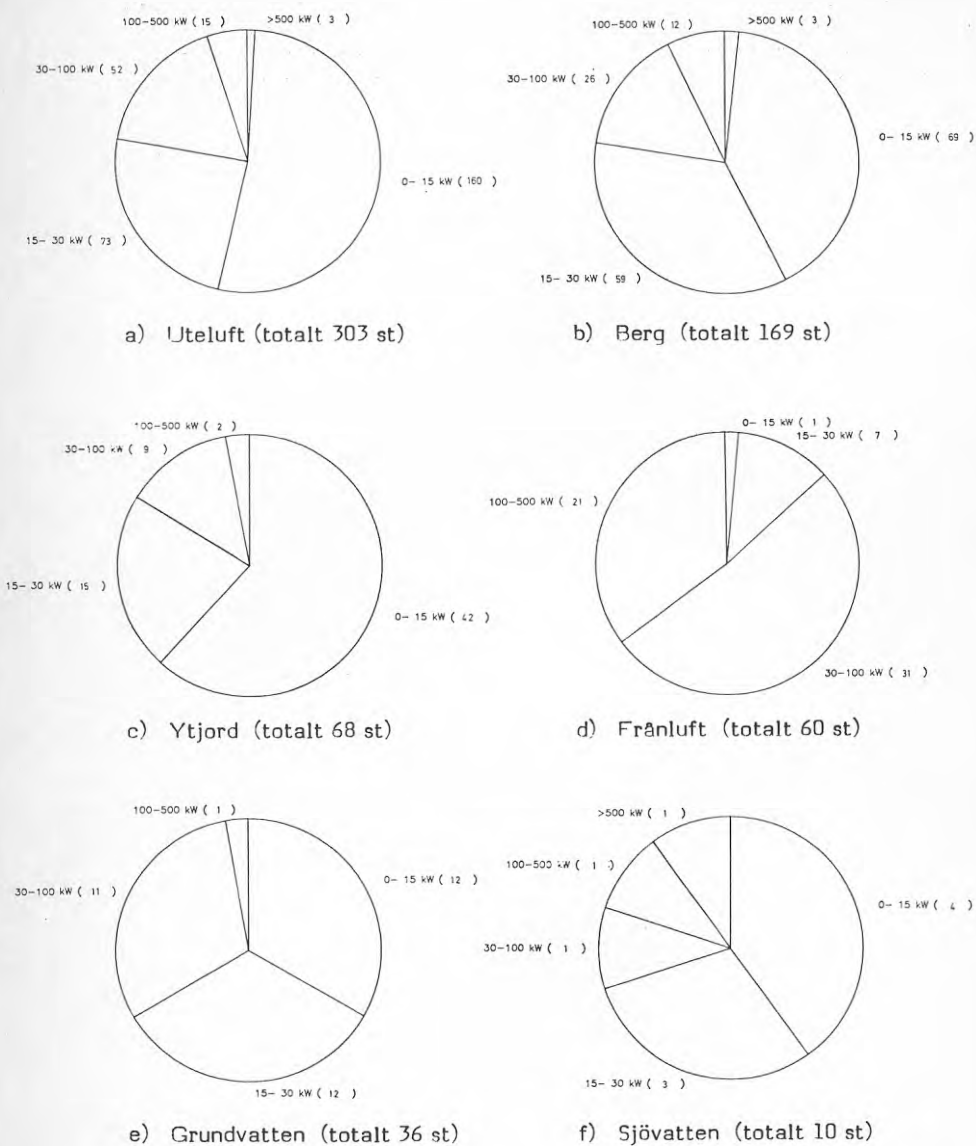 100-500 kW ( 15 )
>500 kW ( 3 )
30-100 kW ( 52 )
0- 15 kW ( 160 )
15- 30 kW ( 73 )
a) Uteluft (totalt 303 st)
100-500 kW ( 12 )
>500 kW ( 3 )
30-100 kW ( 26 )
0- 15 kW ( 69 )
15- 30 kW ( 59 )
b) Berg (totalt 169 st)
100-500 kW ( 2 )
30-100 kW ( 9 )
15- 30 kW ( 15 )
0- 15 kW ( 42 )
c) Ytjord (totalt 68 st)
0- 15 kW ( 1 )
15- 30 kW ( 7 )
100-500 kW ( 21 )
30-100 kW ( 31 )
d) Frånluft (totalt 60 st)
100-500 kW ( 1 )
0- 15 kW ( 12 )
30-100 kW ( 11 )
15- 30 kW ( 12 )
e) Grundvatten (totalt 36 st)
>500 kW ( 1 )
100-500 kW ( 1 )
0- 15 kW ( 4 )
30-100 kW ( 1 )
15- 30 kW ( 3 )
f) Sjövatten (totalt 10 st)